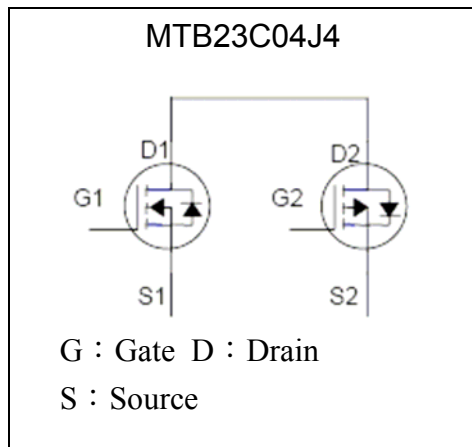 MTB23C04J4
D1 D2
G1 G2
S1 S2
G：Gate D：Drain
S：Source